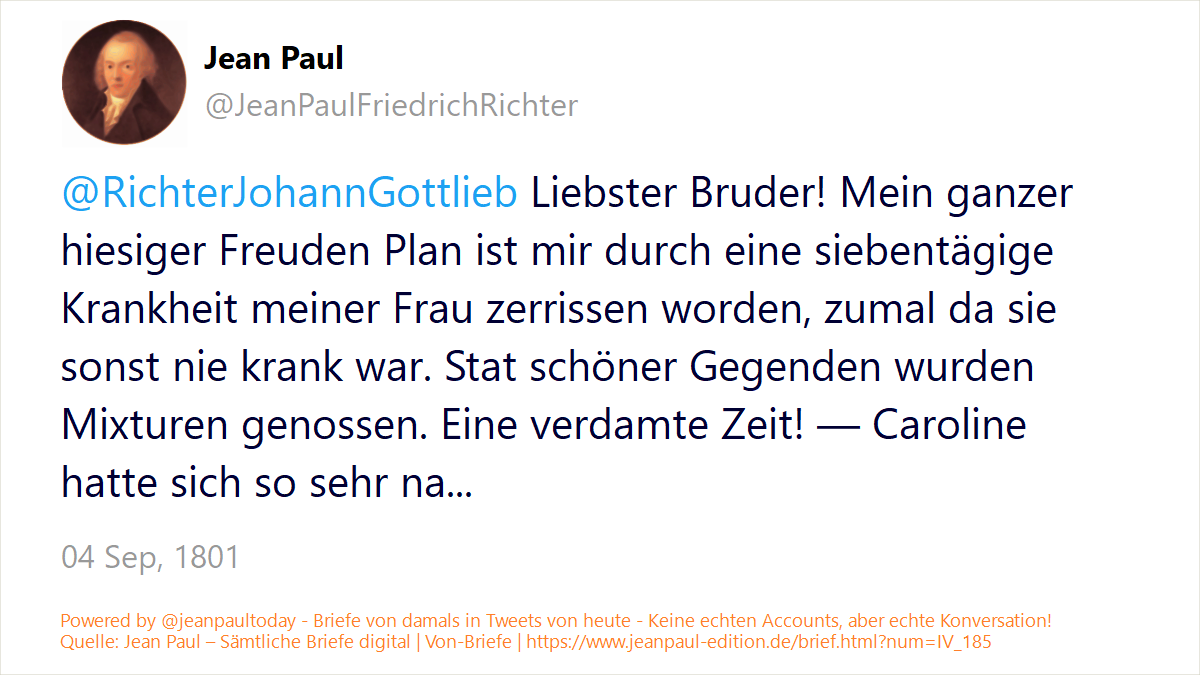 Jean Paul
@JeanPaulFriedrichRichter
@RichterJohannGottlieb Liebster Bruder! Mein ganzer
hiesiger Freuden Plan ist mir durch eine siebentägige
Krankheit meiner Frau zerrissen worden, zumal da sie
sonst nie krank war. Stat schöner Gegenden wurden
Mixturen genossen. Eine verdamte Zeit! — Caroline
hatte sich so sehr na...
04 Sep, 1801
Powered by @jeanpaultoday - Briefe von damals in Tweets von heute - Keine echten Accounts, aber echte Konversation!
Quelle: Jean Paul – Sämtliche Briefe digital | Von-Briefe | https://www.jeanpaul-edition.de/brief.html?num=IV_185